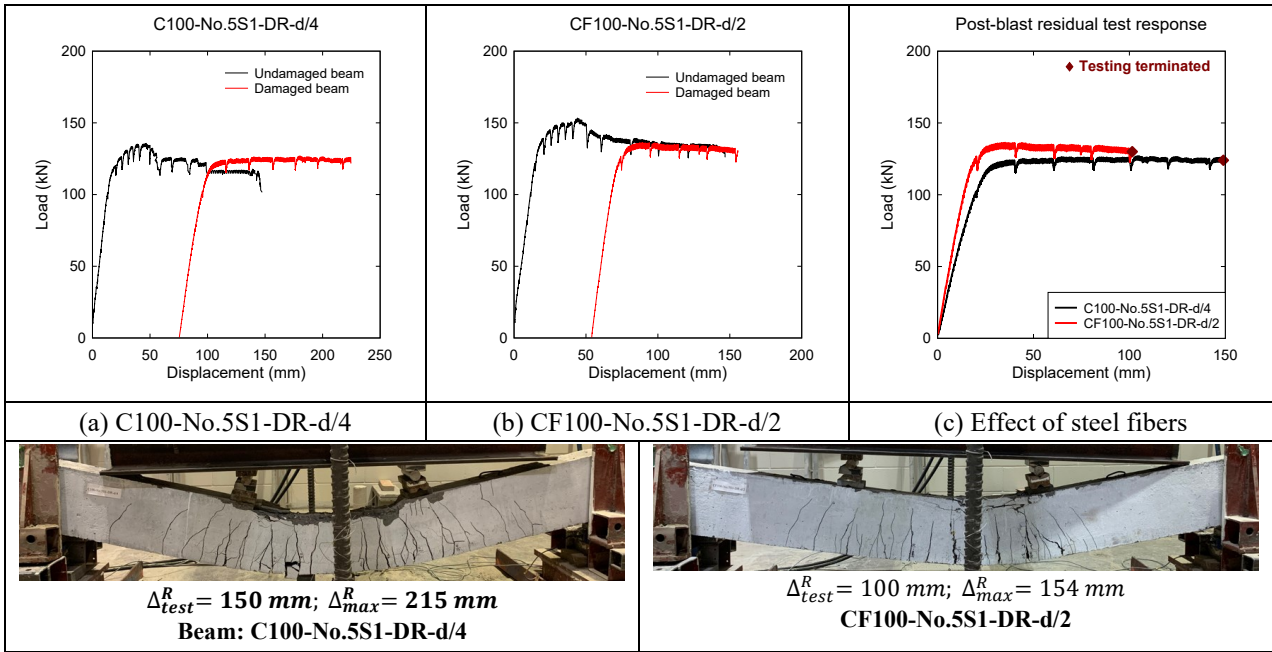 C100-No.5S1-DR-d/4
200
150
100
50
0
Load (kN)
Undamaged beam
Damaged beam
0 50 100 150 200 250
Displacement (mm)
CF100-No.5S1-DR-d/2
200
150
100
50
0
Load (kN)
Undamaged beam
Damaged beam
0 50 100 150 200
Displacement (mm)
Post-blast residual test response
200
150
100
50
0
Load (kN)
Testing terminated
C100-No.5S1-DR-d/4
CF100-No.5S1-DR-d/2
0 50 100 150
Displacement (mm)
(a) C100-No.5S1-DR-d/4
(b) CF100-No.5S1-DR-d/2
(c) Effect of steel fibers
Δ^R_test = 150 mm; Δ^R_max = 215 mm
Beam: C100-No.5S1-DR-d/4
Δ^R_test = 100 mm; Δ^R_max = 154 mm
CF100-No.5S1-DR-d/2